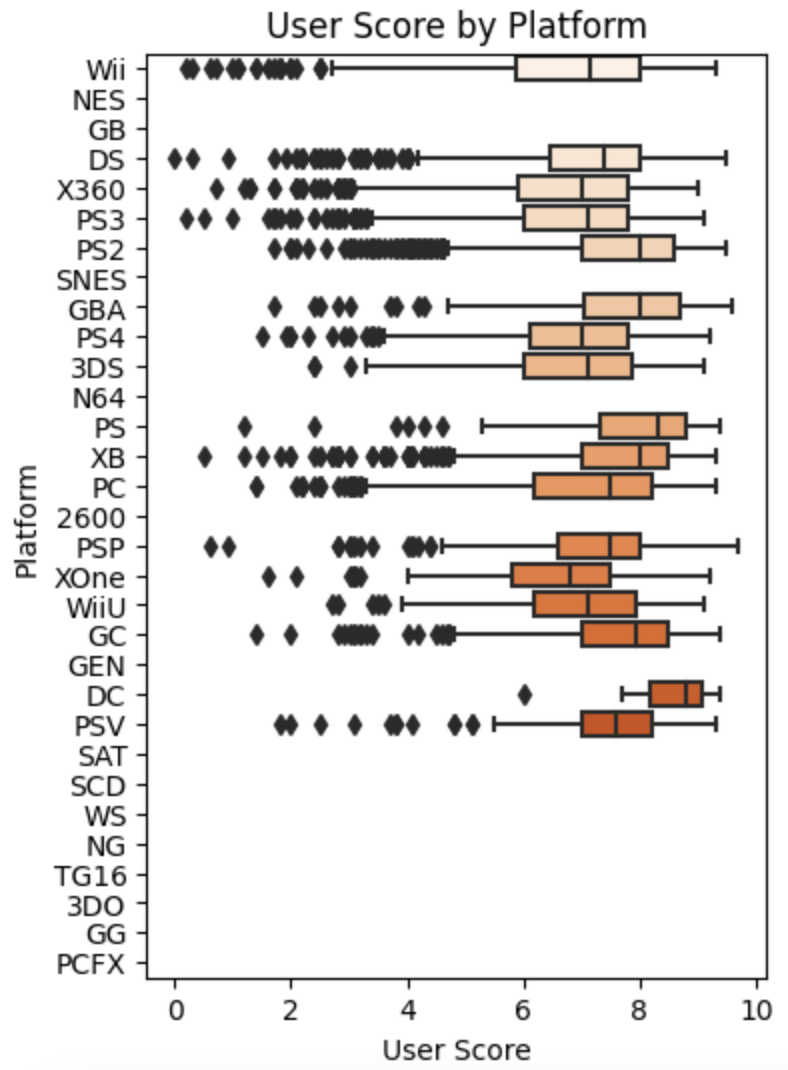 User Score by Platform
Wii
NES
GB
DS
X360
PS3
PS2
SNES
GBA
PS4
3DS
N64
PS
XB
PC
2600
PSP
XOne
WiiU
GC
GEN
DC
PSV
SAT
SCD
WS
NG
TG16
3DO
GG
PCFX
Platform
0 2 4 6 8 10
User Score